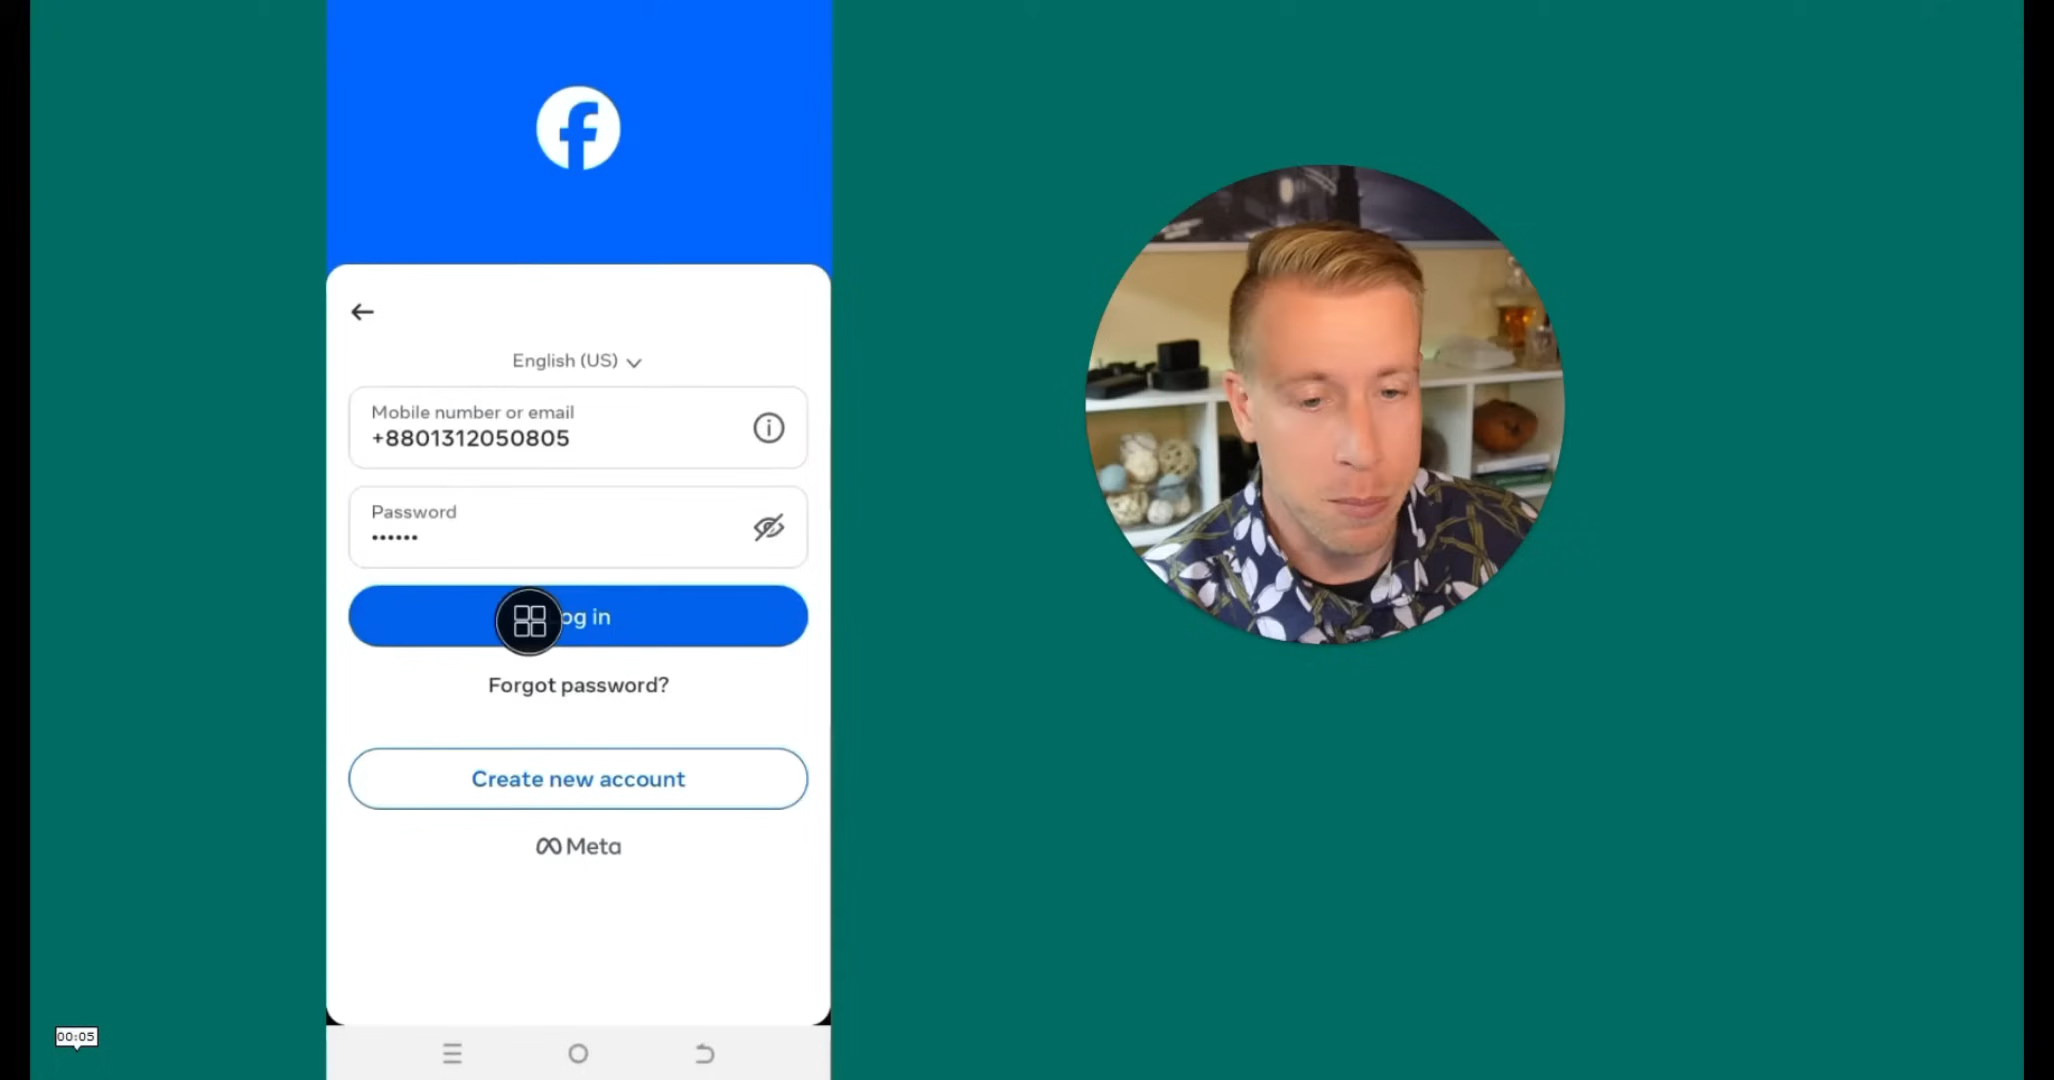 English (US)
Mobile number or email
+8801312050805
Password
••••••
og in
Forgot password?
Create new account
Meta
00:05